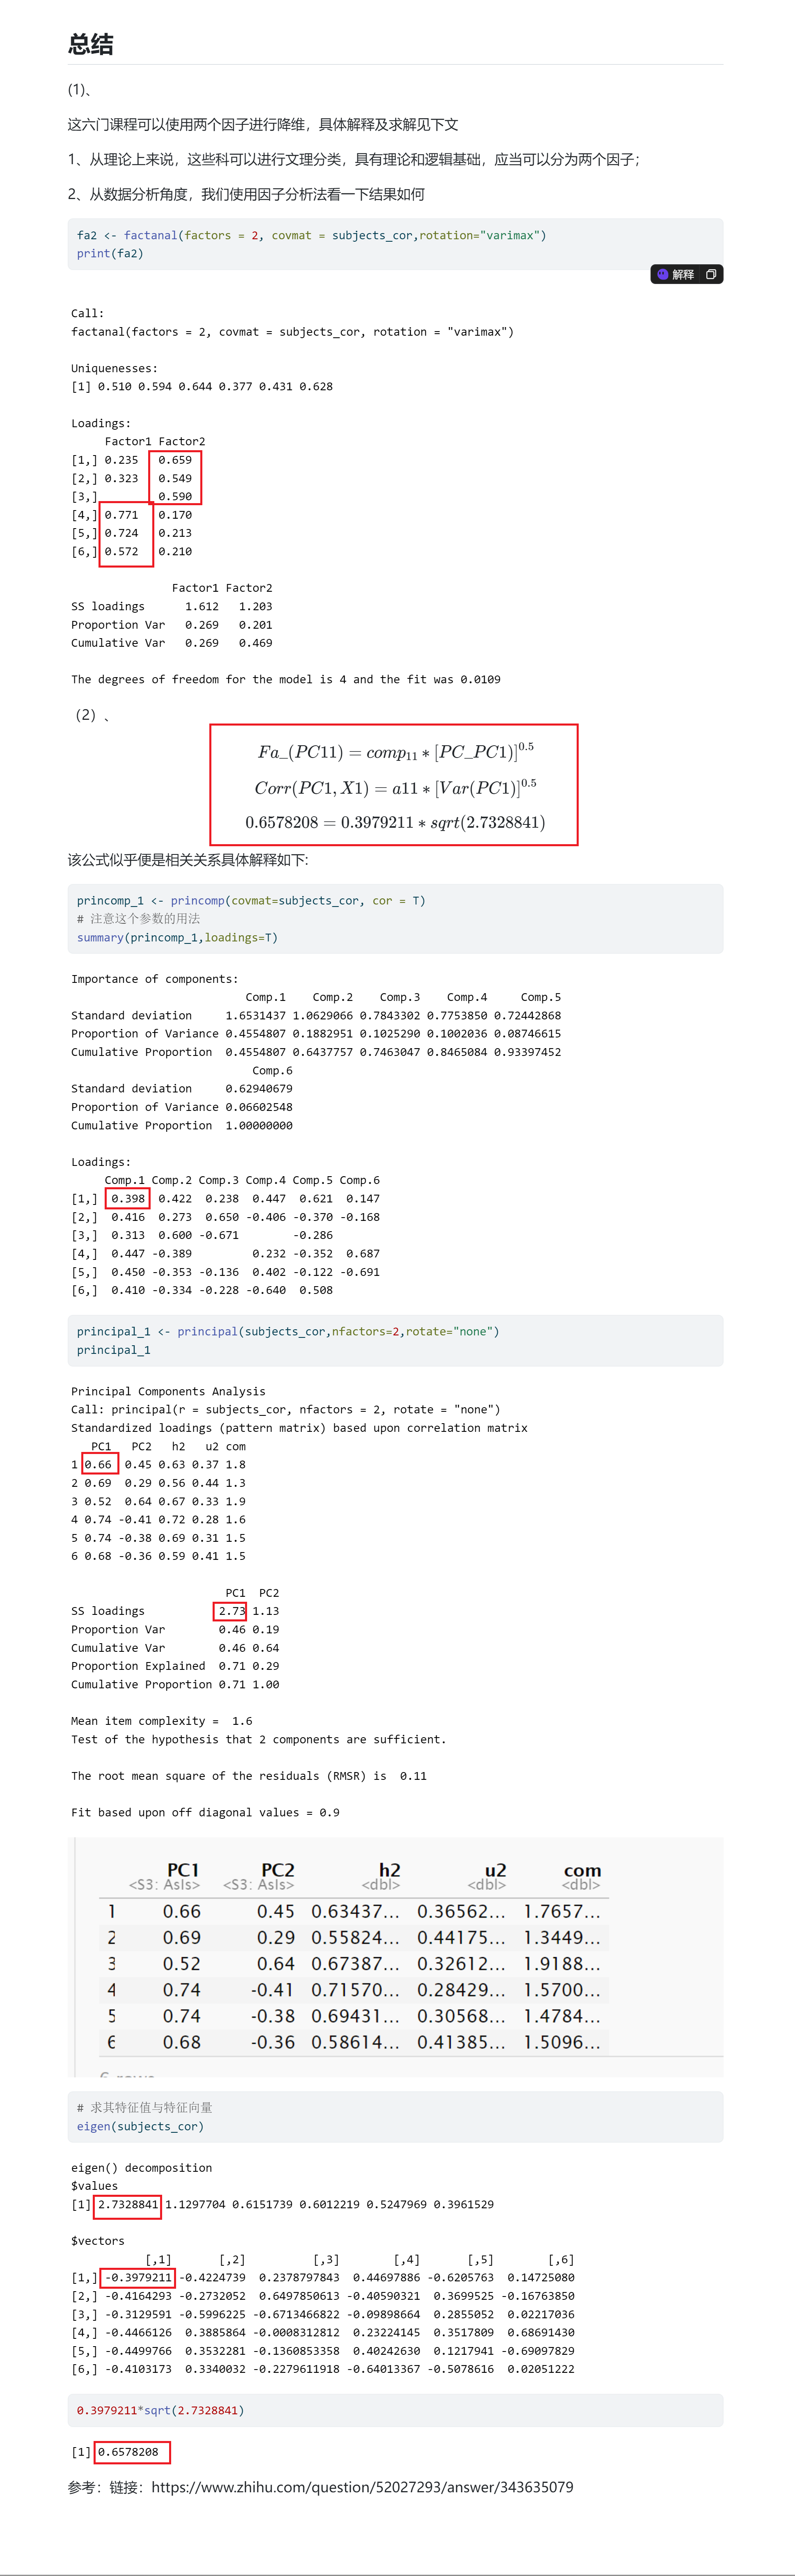 总结
(1)、
这六门课程可以使用两个因子进行降维，具体解释及求解见下文
1、从理论上来说，这些科可以进行文理分类，具有理论和逻辑基础，应当可以分为两个因子；
2、从数据分析角度，我们使用因子分析法看一下结果如何
fa2 <- factanal(factors = 2, covmat = subjects_cor,rotation="varimax")
print(fa2)
解释
Call:
factanal(factors = 2, covmat = subjects_cor, rotation = "varimax")
Uniquenesses:
[1] 0.510 0.594 0.644 0.377 0.431 0.628
Loadings:
     Factor1 Factor2
[1,] 0.235   0.659
[2,] 0.323   0.549
[3,]         0.590
[4,] 0.771   0.170
[5,] 0.724   0.213
[6,] 0.572   0.210
               Factor1 Factor2
SS loadings      1.612   1.203
Proportion Var   0.269   0.201
Cumulative Var   0.269   0.469
The degrees of freedom for the model is 4 and the fit was 0.0109
（2）、
Fa_(PC11) = comp₁₁ * [PC_PC1)]^0.5
Corr(PC1, X1) = a11 * [Var(PC1)]^0.5
0.6578208 = 0.3979211 * sqrt(2.7328841)
该公式似乎便是相关关系具体解释如下:
princomp_1 <- princomp(covmat=subjects_cor, cor = T)
# 注意这个参数的用法
summary(princomp_1,loadings=T)
Importance of components:
                          Comp.1    Comp.2    Comp.3    Comp.4     Comp.5
Standard deviation     1.6531437 1.0629066 0.7843302 0.7753850 0.72442868
Proportion of Variance 0.4554807 0.1882951 0.1025290 0.1002036 0.08746615
Cumulative Proportion  0.4554807 0.6437757 0.7463047 0.8465084 0.93397452
                           Comp.6
Standard deviation     0.62940679
Proportion of Variance 0.06602548
Cumulative Proportion  1.00000000
Loadings:
     Comp.1 Comp.2 Comp.3 Comp.4 Comp.5 Comp.6
[1,]  0.398  0.422  0.238  0.447  0.621  0.147
[2,]  0.416  0.273  0.650 -0.406 -0.370 -0.168
[3,]  0.313  0.600 -0.671        -0.286
[4,]  0.447 -0.389         0.232 -0.352  0.687
[5,]  0.450 -0.353 -0.136  0.402 -0.122 -0.691
[6,]  0.410 -0.334 -0.228 -0.640  0.508
principal_1 <- principal(subjects_cor,nfactors=2,rotate="none")
principal_1
Principal Components Analysis
Call: principal(r = subjects_cor, nfactors = 2, rotate = "none")
Standardized loadings (pattern matrix) based upon correlation matrix
   PC1   PC2   h2   u2 com
1 0.66  0.45 0.63 0.37 1.8
2 0.69  0.29 0.56 0.44 1.3
3 0.52  0.64 0.67 0.33 1.9
4 0.74 -0.41 0.72 0.28 1.6
5 0.74 -0.38 0.69 0.31 1.5
6 0.68 -0.36 0.59 0.41 1.5
                       PC1  PC2
SS loadings           2.73 1.13
Proportion Var        0.46 0.19
Cumulative Var        0.46 0.64
Proportion Explained  0.71 0.29
Cumulative Proportion 0.71 1.00
Mean item complexity =  1.6
Test of the hypothesis that 2 components are sufficient.
The root mean square of the residuals (RMSR) is  0.11
Fit based upon off diagonal values = 0.9
PC1 PC2 h2 u2 com
<S3: AsIs> <S3: AsIs> <dbl> <dbl> <dbl>
1 0.66 0.45 0.63437... 0.36562... 1.7657...
2 0.69 0.29 0.55824... 0.44175... 1.3449...
3 0.52 0.64 0.67387... 0.32612... 1.9188...
4 0.74 -0.41 0.71570... 0.28429... 1.5700...
5 0.74 -0.38 0.69431... 0.30568... 1.4784...
6 0.68 -0.36 0.58614... 0.41385... 1.5096...
# 求其特征值与特征向量
eigen(subjects_cor)
eigen() decomposition
$values
[1] 2.7328841 1.1297704 0.6151739 0.6012219 0.5247969 0.3961529
$vectors
           [,1]       [,2]          [,3]        [,4]       [,5]        [,6]
[1,] -0.3979211 -0.4224739  0.2378797843  0.44697886 -0.6205763  0.14725080
[2,] -0.4164293 -0.2732052  0.6497850613 -0.40590321  0.3699525 -0.16763850
[3,] -0.3129591 -0.5996225 -0.6713466822 -0.09898664  0.2855052  0.02217036
[4,] -0.4466126  0.3885864 -0.0008312812  0.23224145  0.3517809  0.68691430
[5,] -0.4499766  0.3532281 -0.1360853358  0.40242630  0.1217941 -0.69097829
[6,] -0.4103173  0.3340032 -0.2279611918 -0.64013367 -0.5078616  0.02051222
0.3979211*sqrt(2.7328841)
[1] 0.6578208
参考：链接：https://www.zhihu.com/question/52027293/answer/343635079